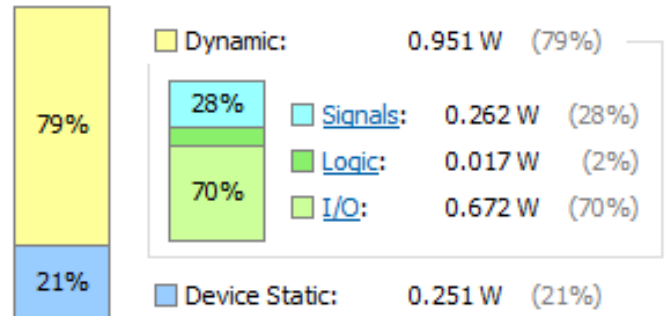 Dynamic: 0.951 W (79%)
79%
28% Signals: 0.262 W (28%)
Logic: 0.017 W (2%)
70% I/O: 0.672 W (70%)
21% Device Static: 0.251 W (21%)